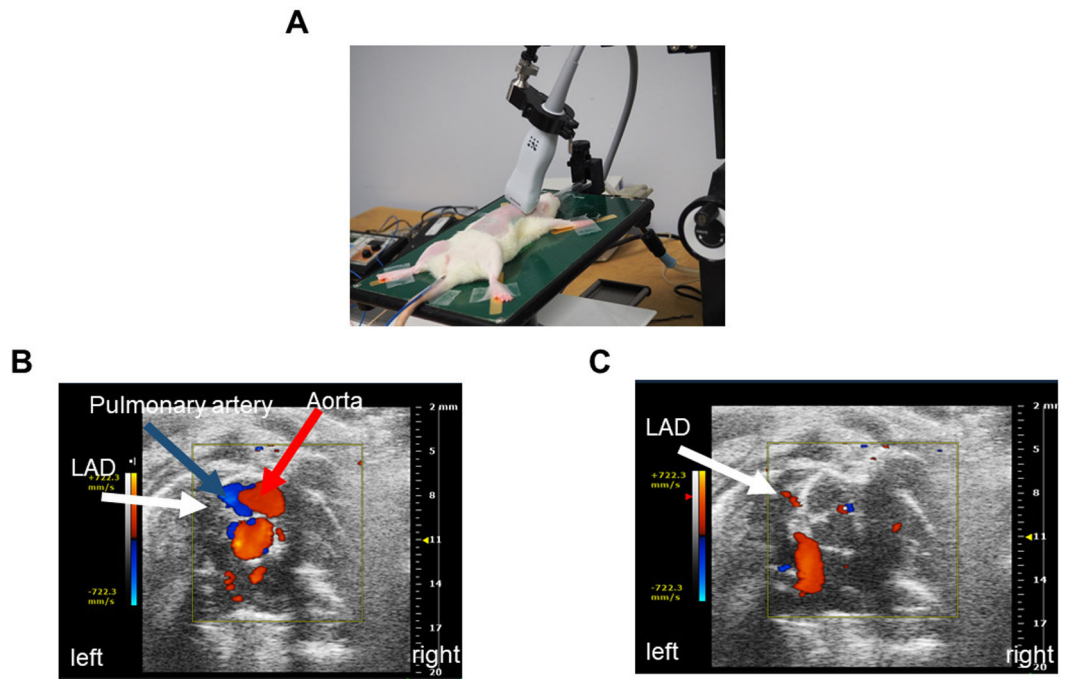 A
B
C
Pulmonary artery
Aorta
LAD
+722.3
mm/s
-722.3
mm/s
2 mm
5
8
11
14
17
20
left
right
LAD
+722.3
mm/s
-722.3
mm/s
2 mm
5
8
11
14
17
20
left
right